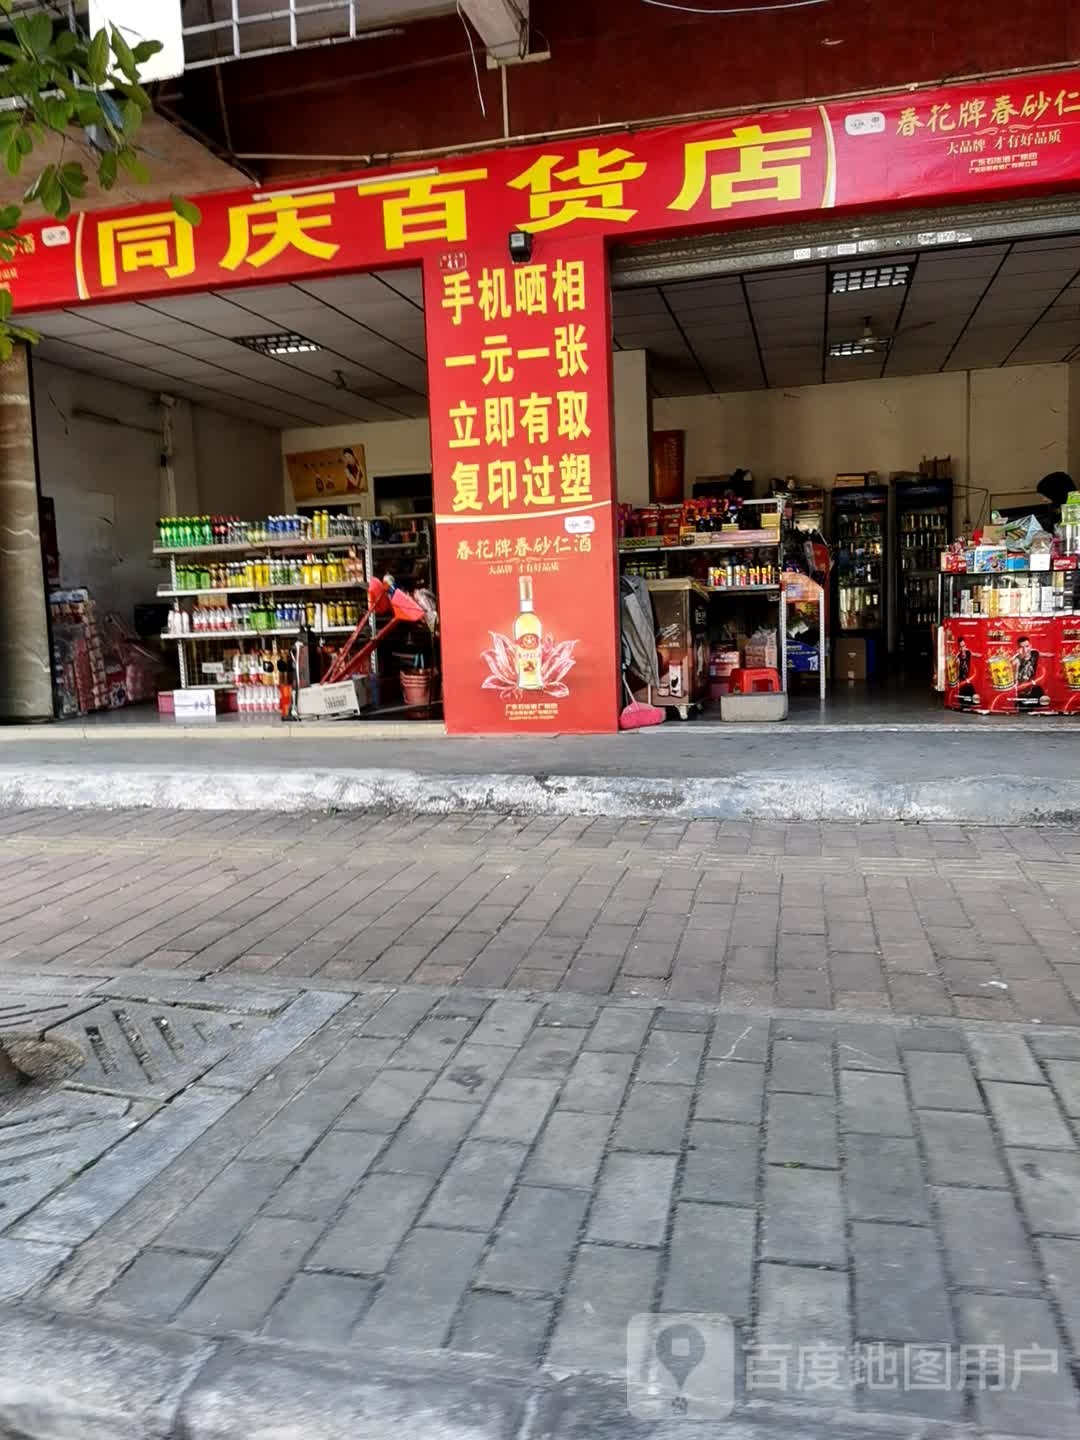 同庆百货店
春花牌春砂仁
大品牌 才有好品质
手机晒相
一元一张
立即有取
复印过塑
春花牌春砂仁酒
大品牌 才有好品质
百度地图用户